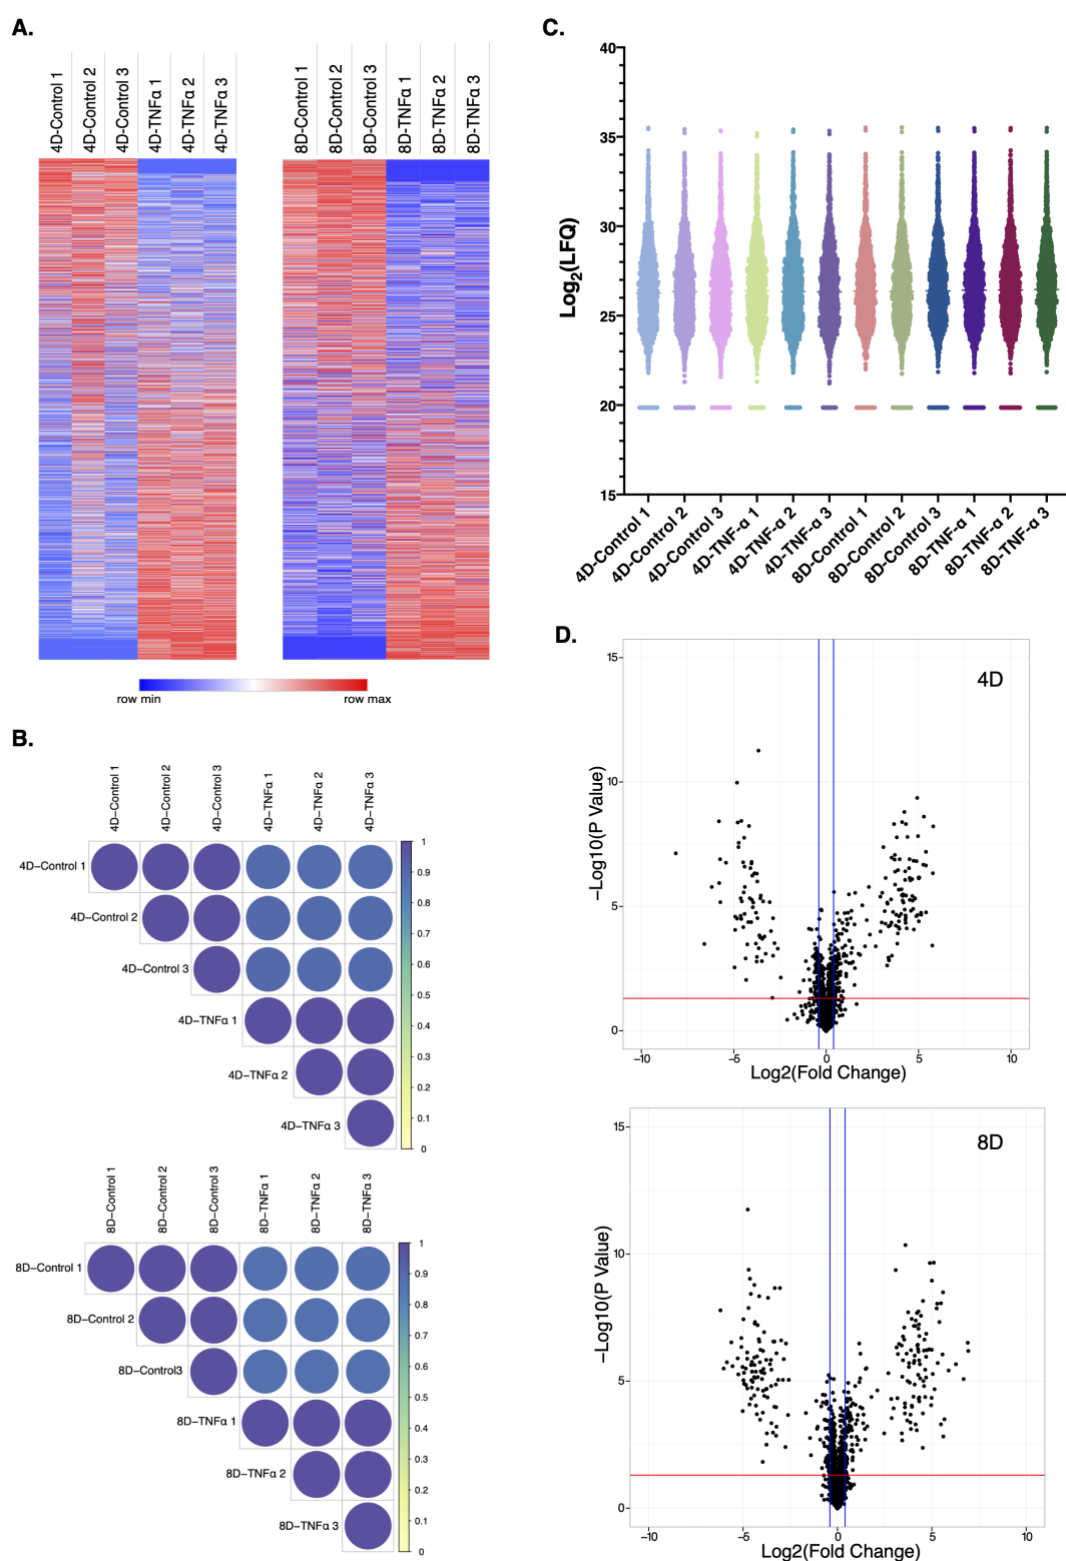 A.
4D-Control 1
4D-Control 2
4D-Control 3
4D-TNFα 1
4D-TNFα 2
4D-TNFα 3
8D-Control 1
8D-Control 2
8D-Control 3
8D-TNFα 1
8D-TNFα 2
8D-TNFα 3
row min
row max
B.
4D–Control 1
4D–Control 2
4D–Control 3
4D–TNFα 1
4D–TNFα 2
4D–TNFα 3
4D–Control 1
4D–Control 2
4D–Control 3
4D–TNFα 1
4D–TNFα 2
4D–TNFα 3
1
0.9
0.8
0.7
0.6
0.5
0.4
0.3
0.2
0.1
0
8D–Control 1
8D–Control 2
8D–Control 3
8D–TNFα 1
8D–TNFα 2
8D–TNFα 3
8D–Control 1
8D–Control 2
8D–Control3
8D–TNFα 1
8D–TNFα 2
8D–TNFα 3
1
0.9
0.8
0.7
0.6
0.5
0.4
0.3
0.2
0.1
0
C.
Log2(LFQ)
40
35
30
25
20
15
4D-Control 1
4D-Control 2
4D-Control 3
4D-TNF-α 1
4D-TNF-α 2
4D-TNF-α 3
8D-Control 1
8D-Control 2
8D-Control 3
8D-TNF-α 1
8D-TNF-α 2
8D-TNF-α 3
D.
4D
−Log10(P Value)
15
10
5
0
−10
−5
0
5
10
Log2(Fold Change)
8D
−Log10(P Value)
15
10
5
0
−10
−5
0
5
10
Log2(Fold Change)